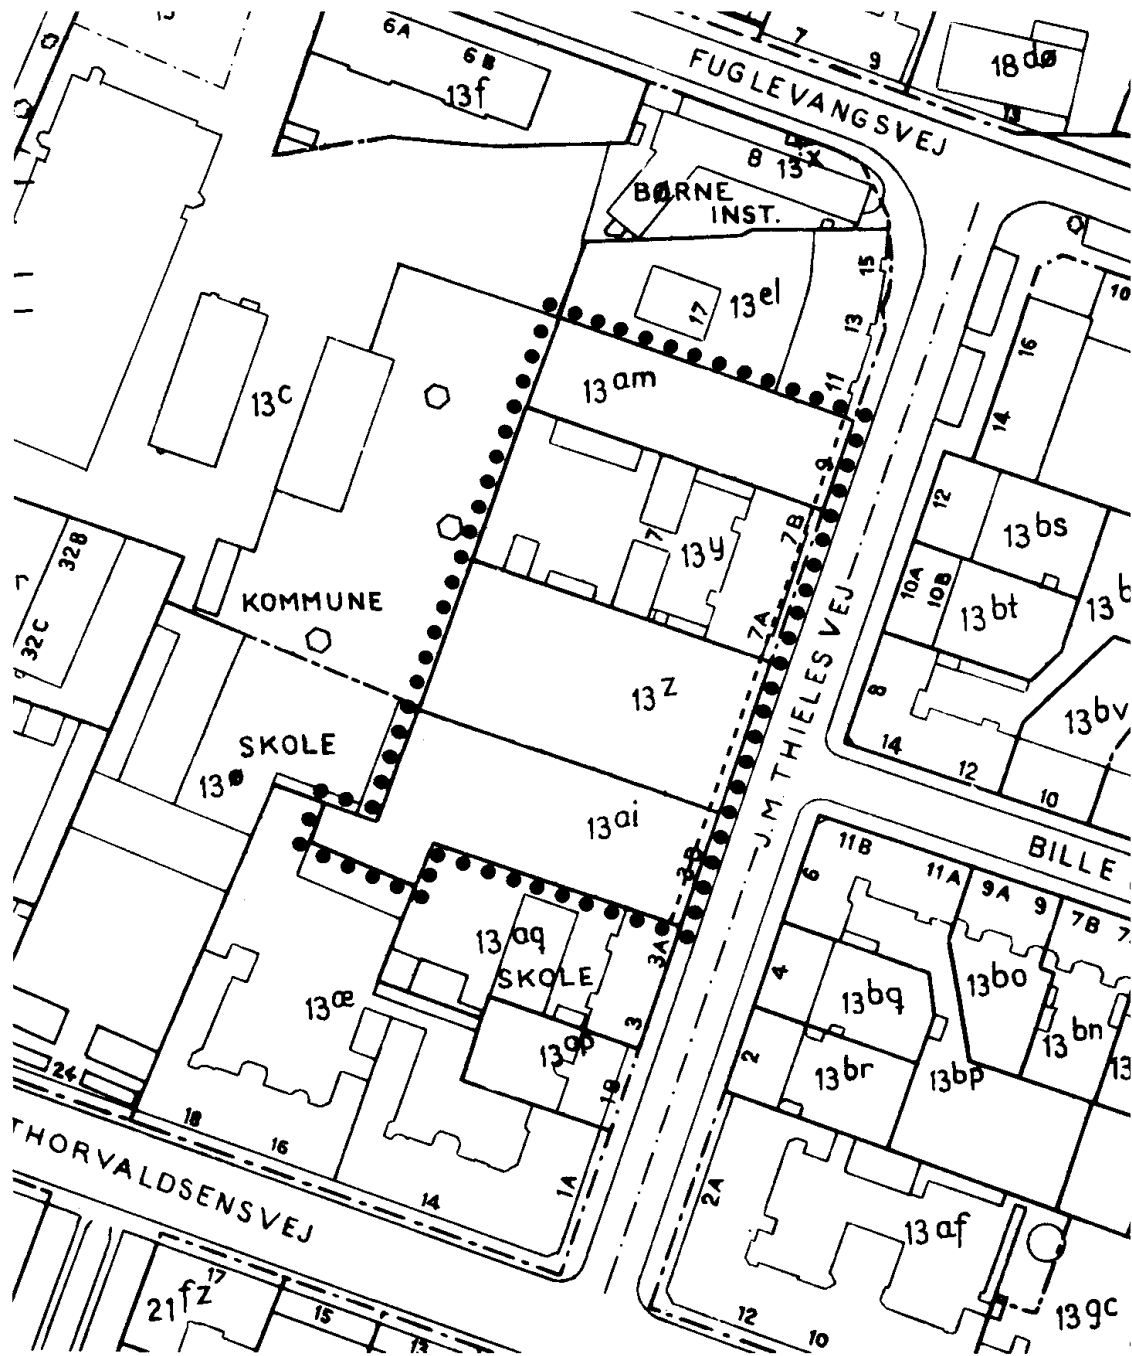 6A
6B
13f
7
9
18dø
13
FUGLEVANGSVEJ
8
13x
BØRNE
INST.
15
17
13el
13
11
10
16
14
13am
13c
9
12
13bs
7B
7
13y
10A
10B
13bt
32B
32C
KOMMUNE
7A
J.M. THIELESVEJ
13z
8
13bv
14
12
10
SKOLE
13ø
13ai
3B
11B
11A
9A
9
7B
BILLE
6
13aq
SKOLE
3A
4
13bq
13bo
13bn
13æ
3
13ap
2
13br
13bp
13
24
1B
18
16
14
1A
2A
THORVALDSENSVEJ
13af
13gc
21fz
17
15
13
12
10